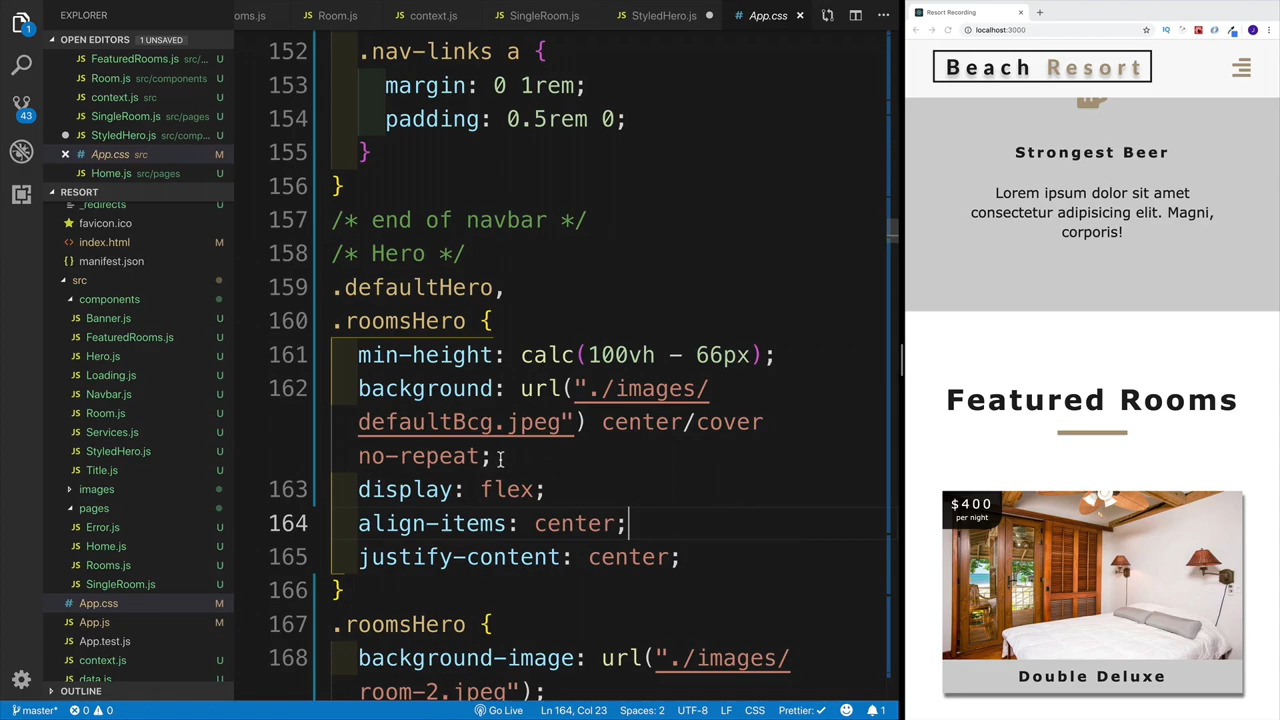 EXPLORER
OPEN EDITORS 1 UNSAVED
FeaturedRooms.js src/... U
Room.js src/components U
context.js src U
SingleRoom.js src/pages U
StyledHero.js src/comp... U
App.css src M
Home.js src/pages U
RESORT
_redirects U
favicon.ico
index.html M
manifest.json
src
components
Banner.js U
FeaturedRooms.js U
Hero.js U
Loading.js U
Navbar.js U
Room.js U
Services.js U
StyledHero.js U
Title.js U
images
pages
Error.js U
Home.js U
Rooms.js U
SingleRoom.js U
App.css M
App.js M
App.test.js
context.js U
data.js U
OUTLINE
1
43
oms.js Room.js context.js SingleRoom.js StyledHero.js App.css
152 .nav-links a {
153 margin: 0 1rem;
154 padding: 0.5rem 0;
155 }
156 }
157 /* end of navbar */
158 /* Hero */
159 .defaultHero,
160 .roomsHero {
161 min-height: calc(100vh - 66px);
162 background: url("./images/
defaultBcg.jpeg") center/cover
no-repeat;
163 display: flex;
164 align-items: center;
165 justify-content: center;
166 }
167 .roomsHero {
168 background-image: url("./images/
room-2.jpeg");
master* 0 0 Go Live Ln 164, Col 23 Spaces: 2 UTF-8 LF CSS Prettier: ✓ 1
Resort Recording
localhost:3000
Beach Resort
Strongest Beer
Lorem ipsum dolor sit amet
consectetur adipisicing elit. Magni,
corporis!
Featured Rooms
$400
per night
Double Deluxe